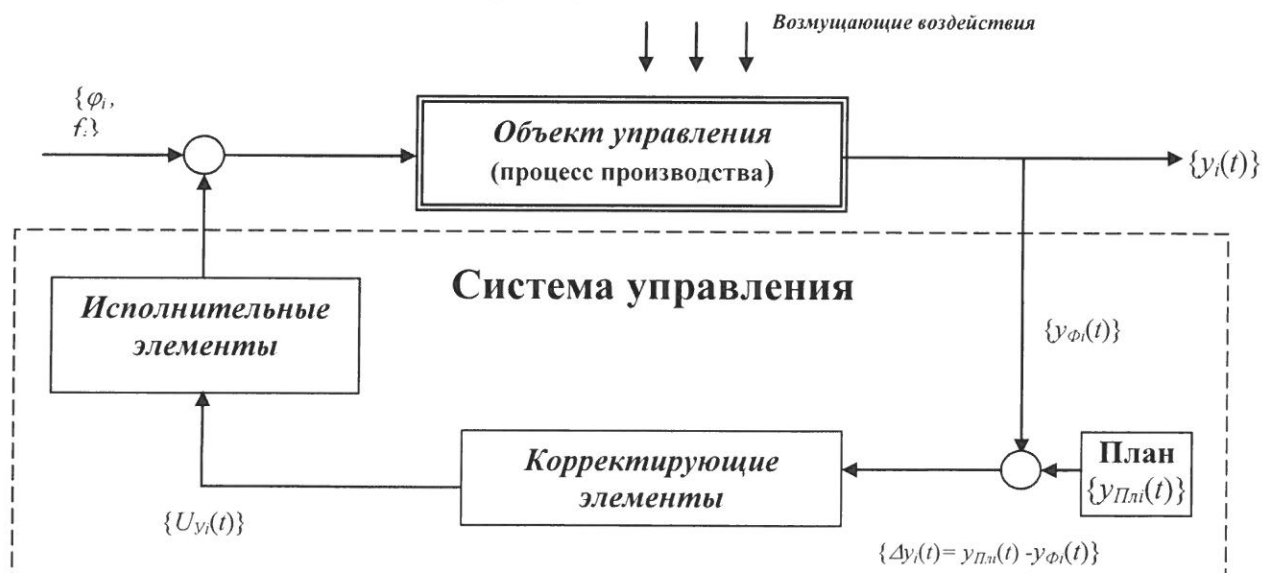 Возмущающие воздействия
{φi,
fi}
Объект управления
(процесс производства)
{yi(t)}
Система управления
Исполнительные
элементы
{yФi(t)}
Корректирующие
элементы
План
{yПлi(t)}
{UУi(t)}
{Δyi(t)= yПлi(t) -yФi(t)}